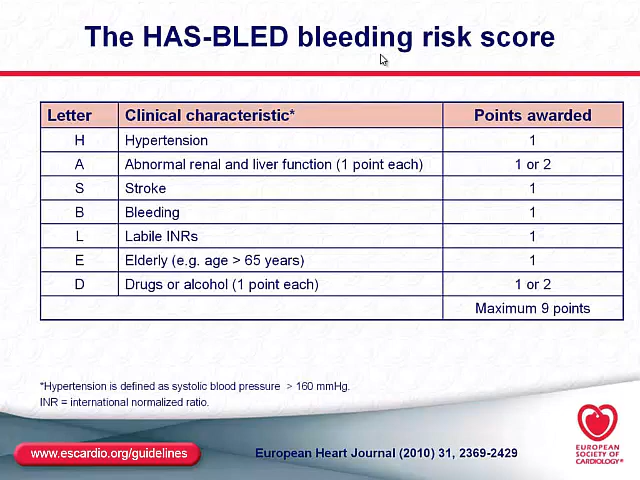 The HAS-BLED bleeding risk score
Letter Clinical characteristic* Points awarded
H Hypertension 1
A Abnormal renal and liver function (1 point each) 1 or 2
S Stroke 1
B Bleeding 1
L Labile INRs 1
E Elderly (e.g. age > 65 years) 1
D Drugs or alcohol (1 point each) 1 or 2
Maximum 9 points
*Hypertension is defined as systolic blood pressure > 160 mmHg.
INR = international normalized ratio.
www.escardio.org/guidelines
European Heart Journal (2010) 31, 2369-2429
EUROPEAN
SOCIETY OF
CARDIOLOGY®